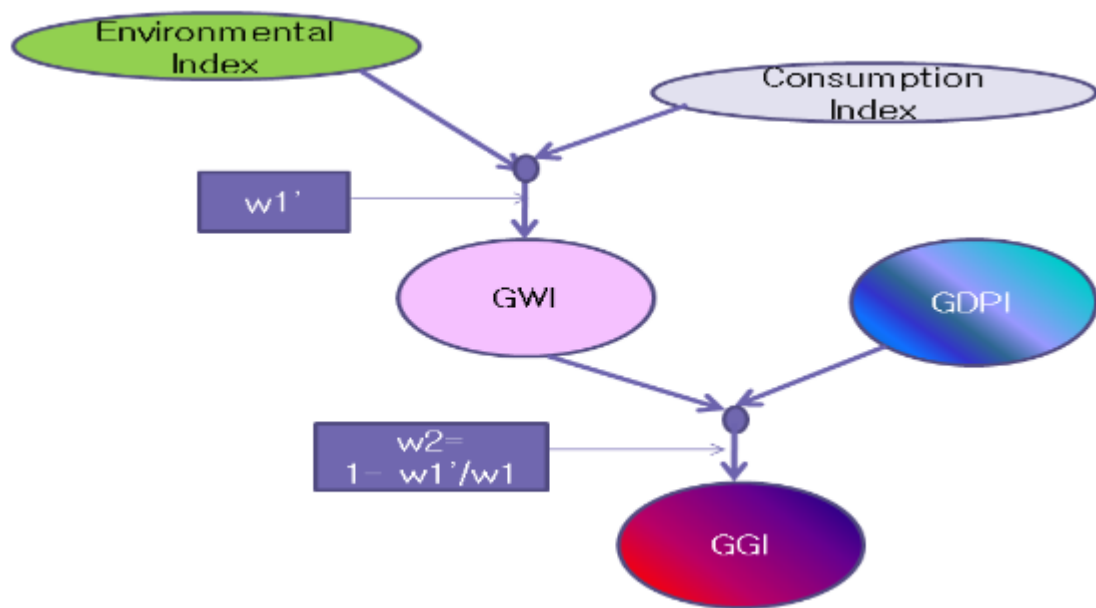 Environmental
Index
Consumption
Index
w1'
GWI
GDPI
w2=
1- w1'/w1
GGI